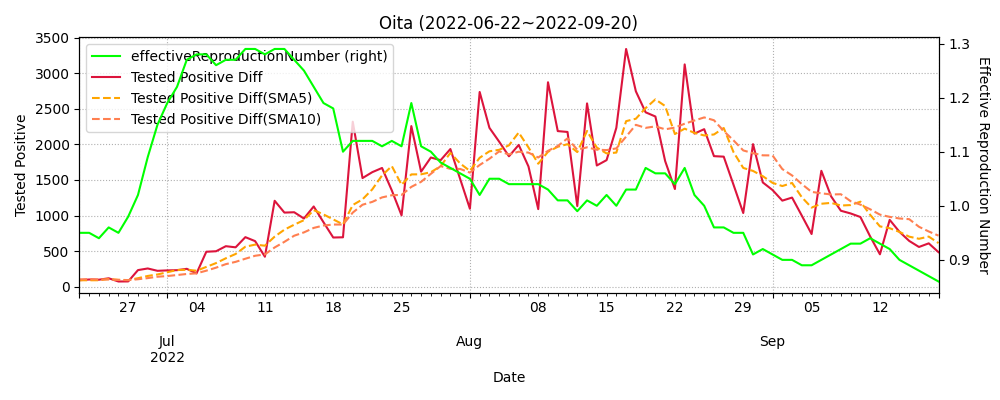 Oita (2022-06-22~2022-09-20)
effectiveReproductionNumber (right)
Tested Positive Diff
Tested Positive Diff(SMA5)
Tested Positive Diff(SMA10)
Tested Positive
3500
3000
2500
2000
1500
1000
500
0
1.3
1.2
1.1
1.0
0.9
Effective Reproduction Number
27 04 11 18 25 08 15 22 29 05 12
Jul Aug Sep
2022
Date